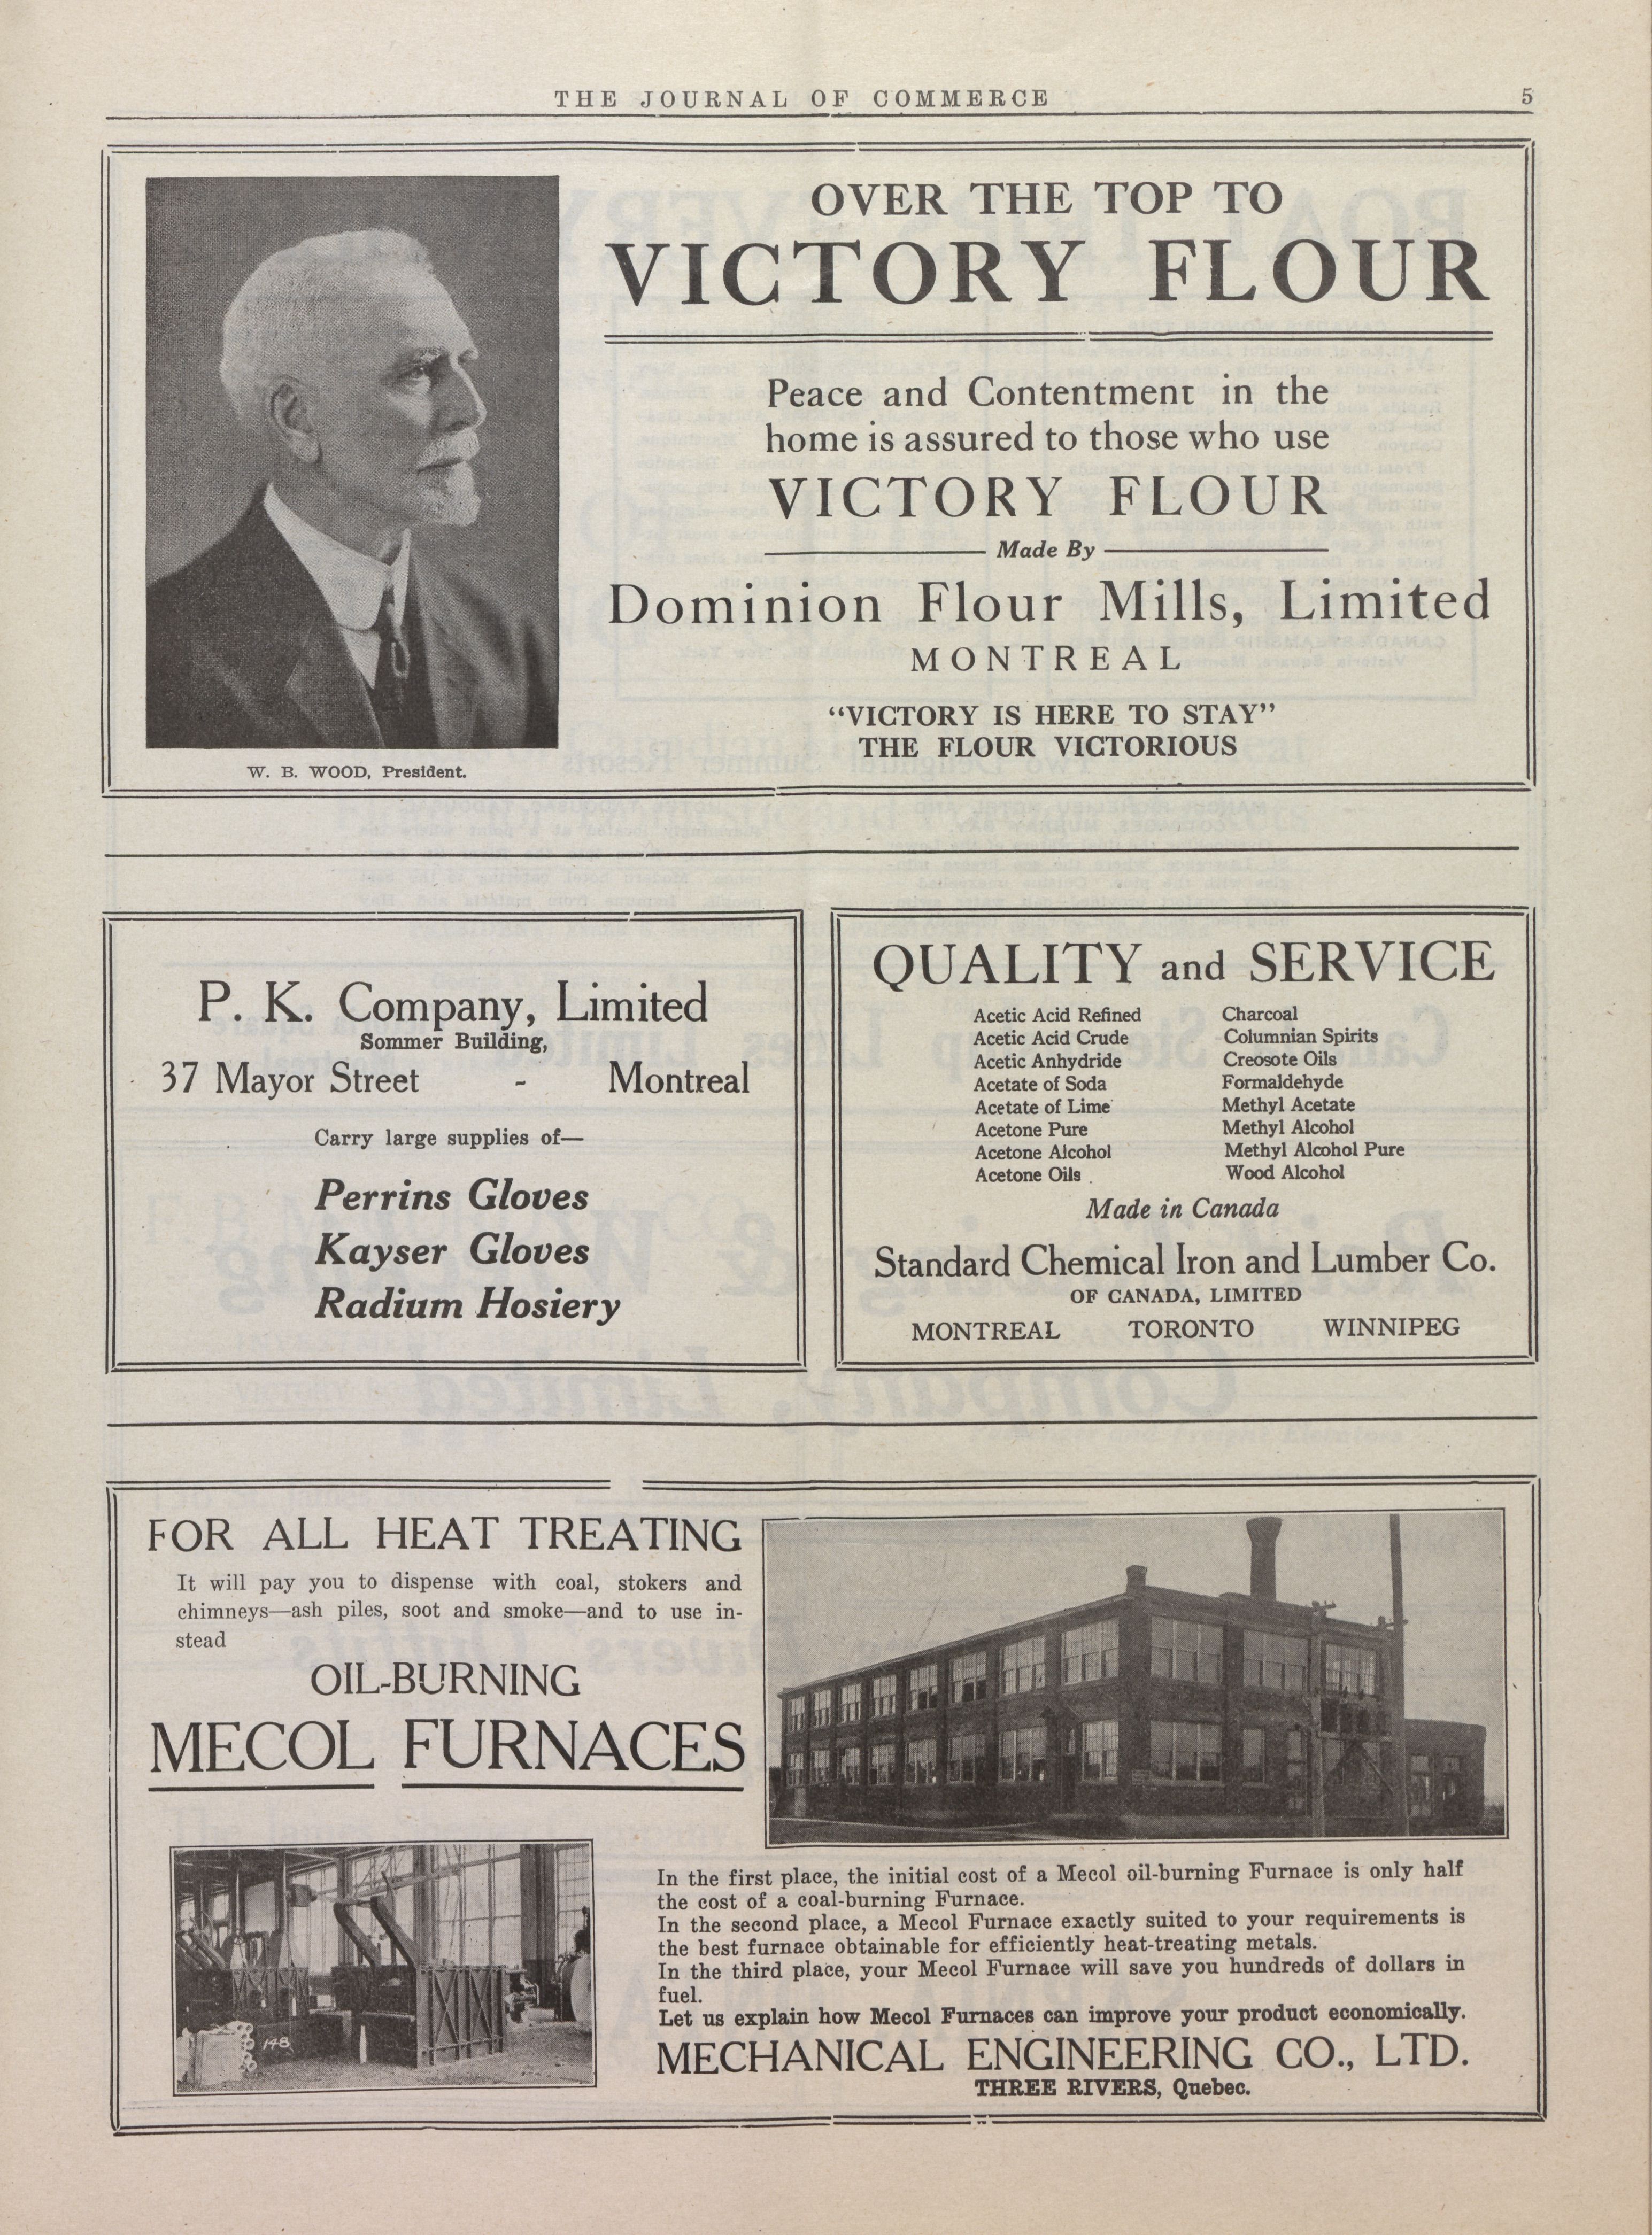 THE JOURNAL OF COMMERCE 5
OVER THE TOP TO
VICTORY FLOUR
Peace and Contentment in the
home is assured to those who use
VICTORY FLOUR
Made By
Dominion Flour Mills, Limited
MONTREAL
“VICTORY IS HERE TO STAY”
THE FLOUR VICTORIOUS
W. B. WOOD, President.
P. K. Company, Limited
Sommer Building,
37 Mayor Street - Montreal
Carry large supplies of—
Perrins Gloves
Kayser Gloves
Radium Hosiery
QUALITY and SERVICE
Acetic Acid Refined
Acetic Acid Crude
Acetic Anhydride
Acetate of Soda
Acetate of Lime
Acetone Pure
Acetone Alcohol
Acetone Oils
Charcoal
Columnian Spirits
Creosote Oils
Formaldehyde
Methyl Acetate
Methyl Alcohol
Methyl Alcohol Pure
Wood Alcohol
Made in Canada
Standard Chemical Iron and Lumber Co.
OF CANADA, LIMITED
MONTREAL TORONTO WINNIPEG
FOR ALL HEAT TREATING
It will pay you to dispense with coal, stokers and
chimneys—ash piles, soot and smoke—and to use in-
stead
OIL-BURNING
MECOL FURNACES
148
In the first place, the initial cost of a Mecol oil-burning Furnace is only half
the cost of a coal-burning Furnace.
In the second place, a Mecol Furnace exactly suited to your requirements is
the best furnace obtainable for efficiently heat-treating metals.
In the third place, your Mecol Furnace will save you hundreds of dollars in
fuel.
Let us explain how Mecol Furnaces can improve your product economically.
MECHANICAL ENGINEERING CO., LTD.
THREE RIVERS, Quebec.